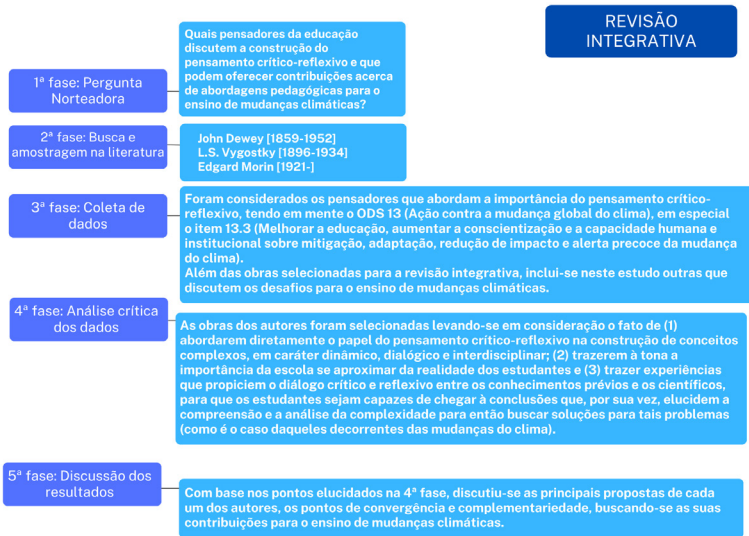 REVISÃO
INTEGRATIVA
1ª fase: Pergunta
Norteadora
Quais pensadores da educação
discutem a construção do
pensamento crítico-reflexivo e que
podem oferecer contribuições acerca
de abordagens pedagógicas para o
ensino de mudanças climáticas?
2ª fase: Busca e
amostragem na literatura
John Dewey [1859-1952]
L.S. Vygostky [1896-1934]
Edgard Morin [1921-]
3ª fase: Coleta de
dados
Foram considerados os pensadores que abordam a importância do pensamento crítico-
reflexivo, tendo em mente o ODS 13 (Ação contra a mudança global do clima), em especial
o item 13.3 (Melhorar a educação, aumentar a conscientização e a capacidade humana e
institucional sobre mitigação, adaptação, redução de impacto e alerta precoce da mudança
do clima).
Além das obras selecionadas para a revisão integrativa, inclui-se neste estudo outras que
discutem os desafios para o ensino de mudanças climáticas.
4ª fase: Análise crítica
dos dados
As obras dos autores foram selecionadas levando-se em consideração o fato de (1)
abordarem diretamente o papel do pensamento crítico-reflexivo na construção de conceitos
complexos, em caráter dinâmico, dialógico e interdisciplinar; (2) trazerem à tona a
importância da escola se aproximar da realidade dos estudantes e (3) trazer experiências
que propiciem o diálogo crítico e reflexivo entre os conhecimentos prévios e os científicos,
para que os estudantes sejam capazes de chegar à conclusões que, por sua vez, elucidem a
compreensão e a análise da complexidade para então buscar soluções para tais problemas
(como é o caso daqueles decorrentes das mudanças do clima).
5ª fase: Discussão dos
resultados
Com base nos pontos elucidados na 4ª fase, discutiu-se as principais propostas de cada
um dos autores, os pontos de convergência e complementariedade, buscando-se as suas
contribuições para o ensino de mudanças climáticas.